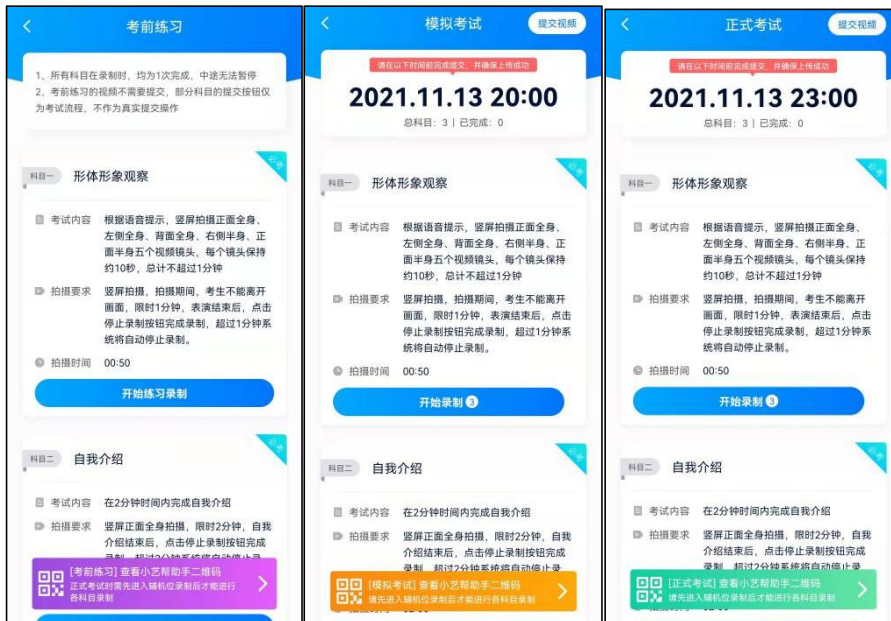 考前练习
1、所有科目在录制时，均为1次完成，中途无法暂停
2、考前练习的视频不需要提交，部分科目的提交按钮仅
为考试流程，不作为真实提交操作
必考
科目一 形体形象观察
考试内容 根据语音提示，竖屏拍摄正面全身、
左侧全身、背面全身、右侧半身、正
面半身五个视频镜头，每个镜头保持
约10秒，总计不超过1分钟
拍摄要求 竖屏拍摄，拍摄期间，考生不能离开
画面，限时1分钟，表演结束后，点击
停止录制按钮完成录制，超过1分钟系
统将自动停止录制。
拍摄时间 00:50
开始练习录制
必考
科目二 自我介绍
考试内容 在2分钟时间内完成自我介绍
拍摄要求 竖屏正面全身拍摄，限时2分钟，自我
介绍结束后，点击停止录制按钮完成
[考前练习] 查看小艺帮助手二维码
正式考试时需先进入辅机位录制后才能进行
各科目录制
模拟考试
提交视频
请在以下时间前完成提交，并确保上传成功
2021.11.13 20:00
总科目：3 | 已完成：0
必考
科目一 形体形象观察
考试内容 根据语音提示，竖屏拍摄正面全身、
左侧全身、背面全身、右侧半身、正
面半身五个视频镜头，每个镜头保持
约10秒，总计不超过1分钟
拍摄要求 竖屏拍摄，拍摄期间，考生不能离开
画面，限时1分钟，表演结束后，点击
停止录制按钮完成录制，超过1分钟系
统将自动停止录制。
拍摄时间 00:50
开始录制 3
必考
科目二 自我介绍
考试内容 在2分钟时间内完成自我介绍
拍摄要求 竖屏正面全身拍摄，限时2分钟，自我
介绍结束后，点击停止录制按钮完成
录制，超过2分钟系统将自动停止录
[模拟考试] 查看小艺帮助手二维码
请先进入辅机位录制后才能进行各科目录制
正式考试
提交视频
请在以下时间前完成提交，并确保上传成功
2021.11.13 23:00
总科目：3 | 已完成：0
必考
科目一 形体形象观察
考试内容 根据语音提示，竖屏拍摄正面全身、
左侧全身、背面全身、右侧半身、正
面半身五个视频镜头，每个镜头保持
约10秒，总计不超过1分钟
拍摄要求 竖屏拍摄，拍摄期间，考生不能离开
画面，限时1分钟，表演结束后，点击
停止录制按钮完成录制，超过1分钟系
统将自动停止录制。
拍摄时间 00:50
开始录制 3
必考
科目二 自我介绍
考试内容 在2分钟时间内完成自我介绍
拍摄要求 竖屏正面全身拍摄，限时2分钟，自我
介绍结束后，点击停止录制按钮完成
录制，超过2分钟系统将自动停止录
[正式考试] 查看小艺帮助手二维码
请先进入辅机位录制后才能进行各科目录制